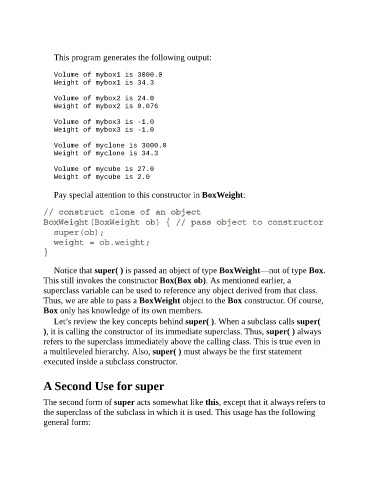 This program generates the following output:
Volume of mybox1 is 3000.0
Weight of mybox1 is 34.3
Volume of mybox2 is 24.0
Weight of mybox2 is 0.076
Volume of mybox3 is -1.0
Weight of mybox3 is -1.0
Volume of myclone is 3000.0
Weight of myclone is 34.3
Volume of mycube is 27.0
Weight of mycube is 2.0
Pay special attention to this constructor in BoxWeight:
// construct clone of an object
BoxWeight(BoxWeight ob) { // pass object to constructor
super(ob);
weight = ob.weight;
}
Notice that super( ) is passed an object of type BoxWeight—not of type Box.
This still invokes the constructor Box(Box ob). As mentioned earlier, a
superclass variable can be used to reference any object derived from that class.
Thus, we are able to pass a BoxWeight object to the Box constructor. Of course,
Box only has knowledge of its own members.
Let’s review the key concepts behind super( ). When a subclass calls super(
), it is calling the constructor of its immediate superclass. Thus, super( ) always
refers to the superclass immediately above the calling class. This is true even in
a multileveled hierarchy. Also, super( ) must always be the first statement
executed inside a subclass constructor.
A Second Use for super
The second form of super acts somewhat like this, except that it always refers to
the superclass of the subclass in which it is used. This usage has the following
general form: